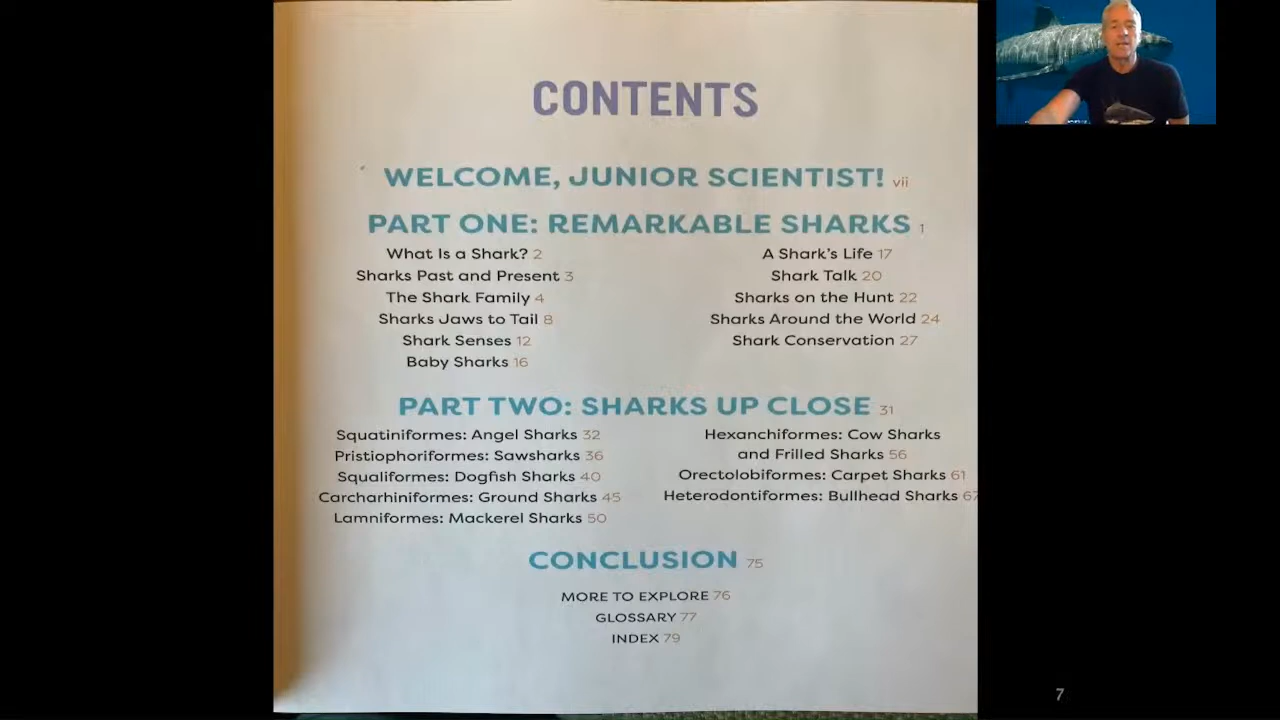 CONTENTS
WELCOME, JUNIOR SCIENTIST! vii
PART ONE: REMARKABLE SHARKS 1
What Is a Shark? 2
Sharks Past and Present 3
The Shark Family 4
Sharks Jaws to Tail 8
Shark Senses 12
Baby Sharks 16
A Shark's Life 17
Shark Talk 20
Sharks on the Hunt 22
Sharks Around the World 24
Shark Conservation 27
PART TWO: SHARKS UP CLOSE 31
Squatiniformes: Angel Sharks 32
Pristiophoriformes: Sawsharks 36
Squaliformes: Dogfish Sharks 40
Carcharhiniformes: Ground Sharks 45
Lamniformes: Mackerel Sharks 50
Hexanchiformes: Cow Sharks
and Frilled Sharks 56
Orectolobiformes: Carpet Sharks 61
Heterodontiformes: Bullhead Sharks 67
CONCLUSION 75
MORE TO EXPLORE 76
GLOSSARY 77
INDEX 79
7